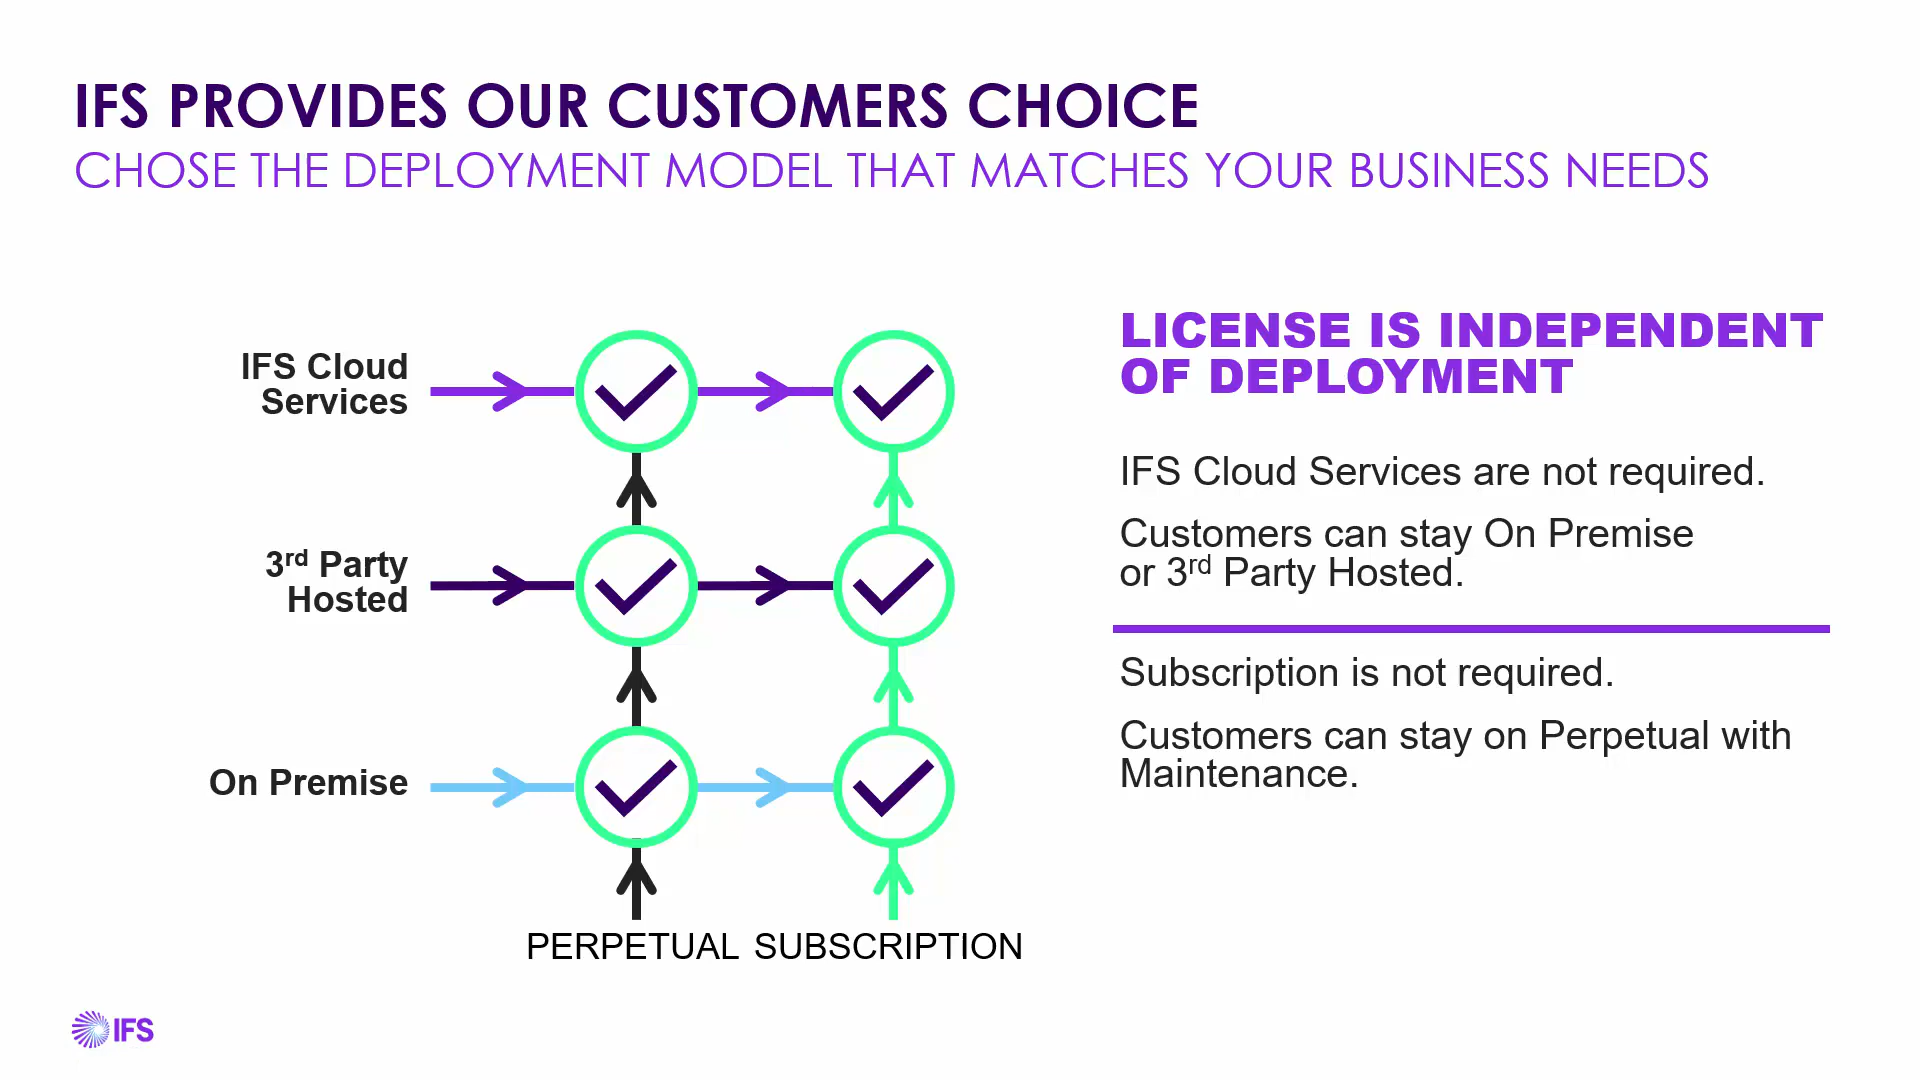 IFS PROVIDES OUR CUSTOMERS CHOICE
CHOSE THE DEPLOYMENT MODEL THAT MATCHES YOUR BUSINESS NEEDS
IFS Cloud
Services
3rd Party
Hosted
On Premise
PERPETUAL SUBSCRIPTION
LICENSE IS INDEPENDENT
OF DEPLOYMENT
IFS Cloud Services are not required.
Customers can stay On Premise
or 3rd Party Hosted.
Subscription is not required.
Customers can stay on Perpetual with
Maintenance.
IFS